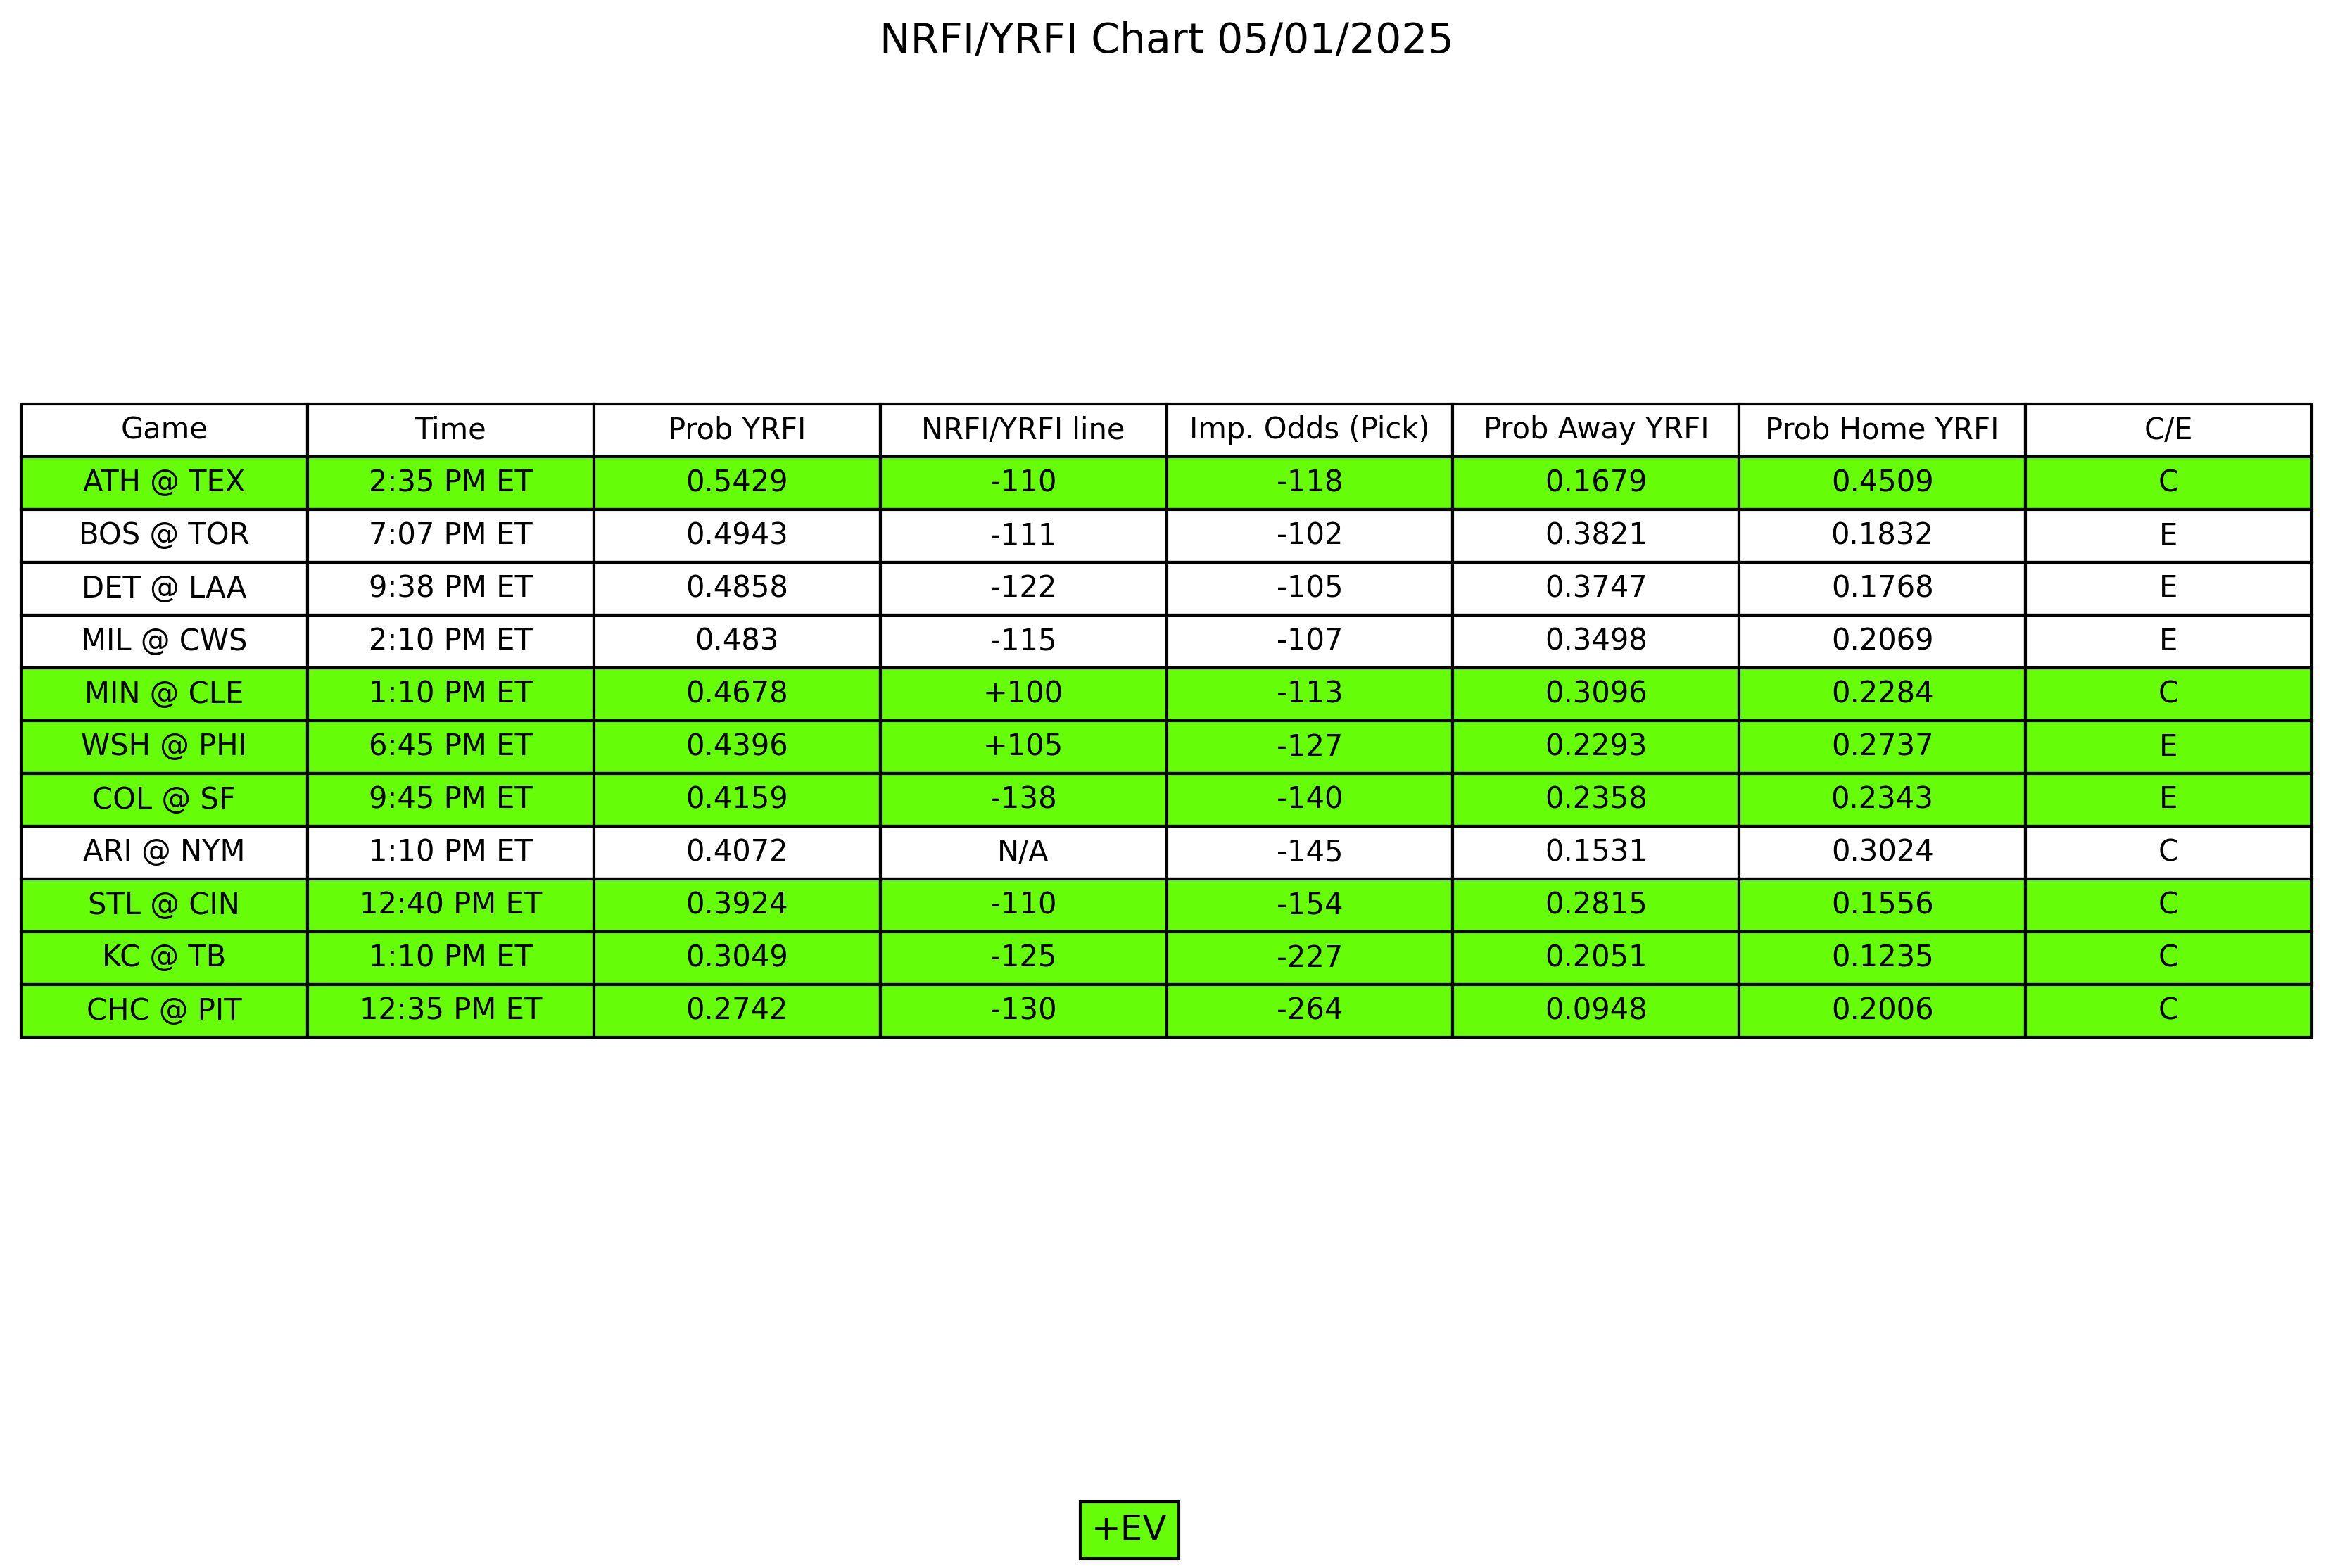 NRFI/YRFI Chart 05/01/2025
Game Time Prob YRFI NRFI/YRFI line Imp. Odds (Pick) Prob Away YRFI Prob Home YRFI C/E
ATH @ TEX 2:35 PM ET 0.5429 -110 -118 0.1679 0.4509 C
BOS @ TOR 7:07 PM ET 0.4943 -111 -102 0.3821 0.1832 E
DET @ LAA 9:38 PM ET 0.4858 -122 -105 0.3747 0.1768 E
MIL @ CWS 2:10 PM ET 0.483 -115 -107 0.3498 0.2069 E
MIN @ CLE 1:10 PM ET 0.4678 +100 -113 0.3096 0.2284 C
WSH @ PHI 6:45 PM ET 0.4396 +105 -127 0.2293 0.2737 E
COL @ SF 9:45 PM ET 0.4159 -138 -140 0.2358 0.2343 E
ARI @ NYM 1:10 PM ET 0.4072 N/A -145 0.1531 0.3024 C
STL @ CIN 12:40 PM ET 0.3924 -110 -154 0.2815 0.1556 C
KC @ TB 1:10 PM ET 0.3049 -125 -227 0.2051 0.1235 C
CHC @ PIT 12:35 PM ET 0.2742 -130 -264 0.0948 0.2006 C
+EV